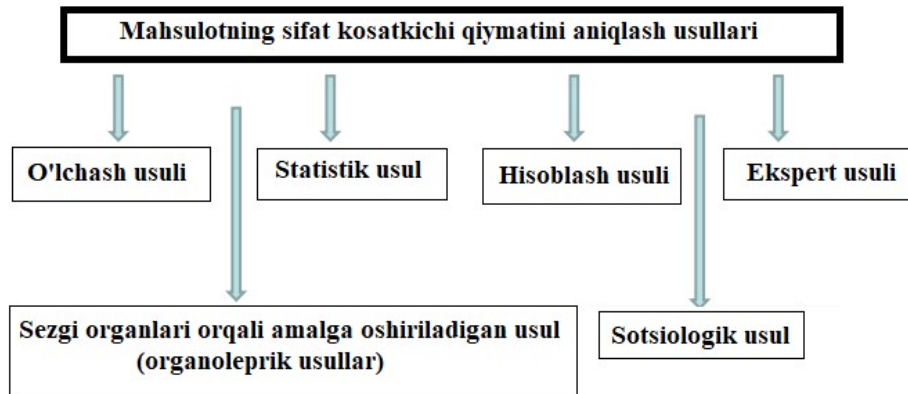 Mahsulotning sifat kosatkichi qiymatini aniqlash usullari
O'lchash usuli
Statistik usul
Hisoblash usuli
Ekspert usuli
Sezgi organlari orqali amalga oshiriladigan usul
(organoleprik usullar)
Sotsiologik usul